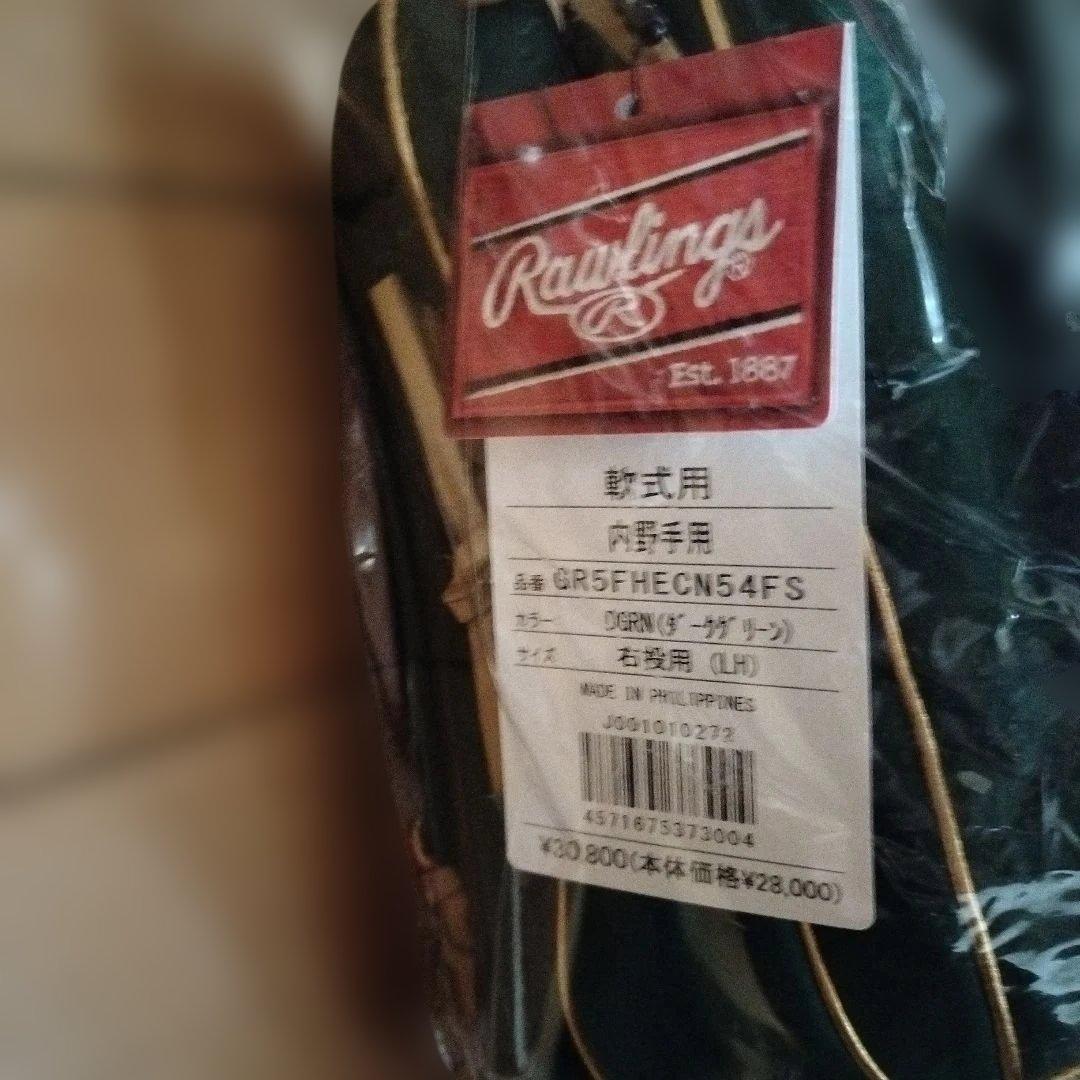 Rawlings®
R
Est. 1887
軟式用
内野手用
品番 GR5FHECN54FS
カラー DGRN(ダークグリーン)
サイズ 右投用 (LH)
MADE IN PHILIPPINES
J001010272
4571675373004
¥30,800(本体価格¥28,000)